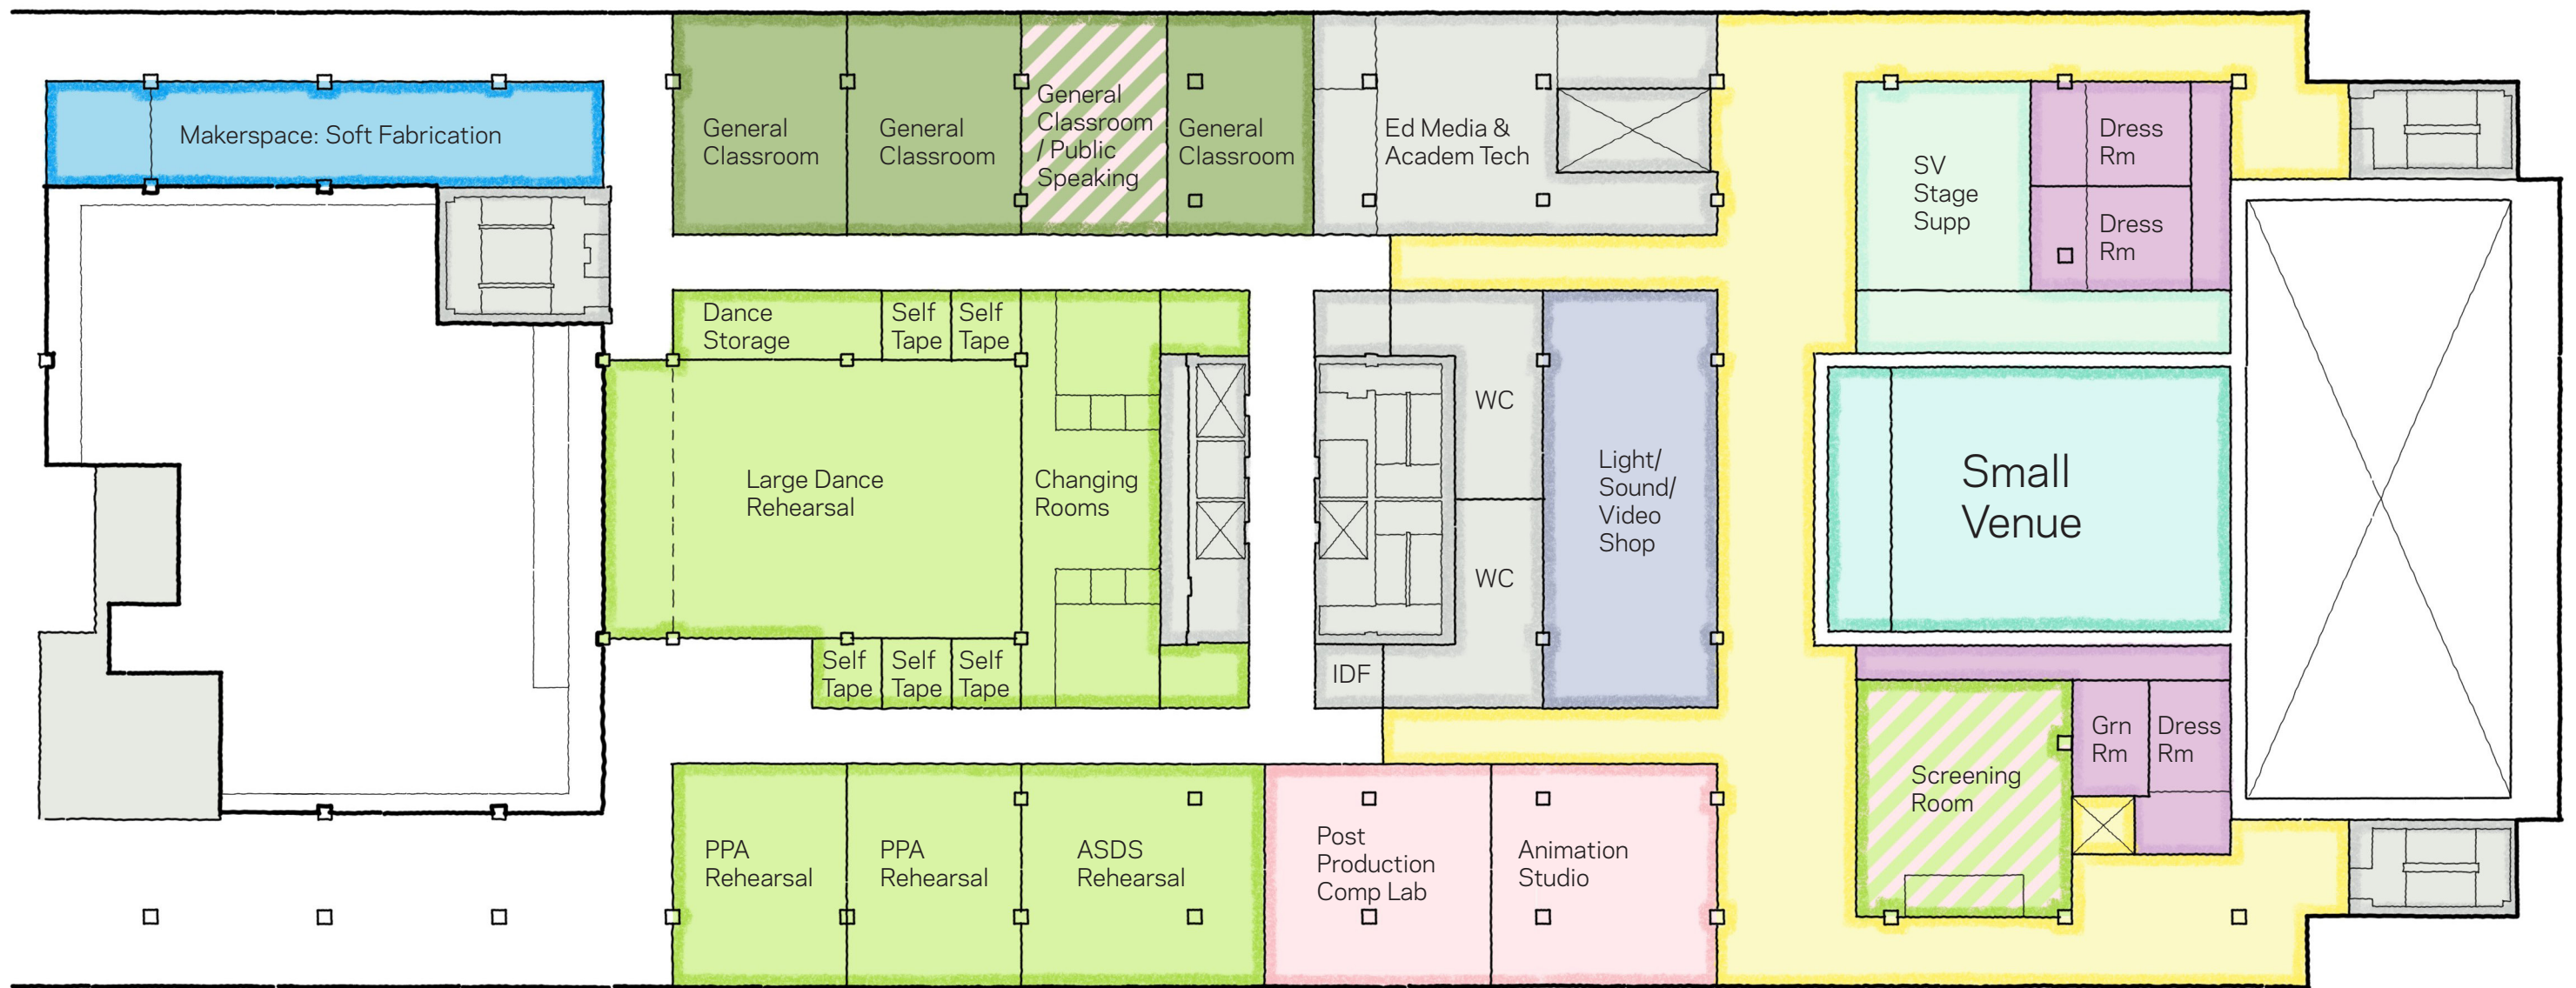 Makerspace: Soft Fabrication
General
Classroom
General
Classroom
General
Classroom
/ Public
Speaking
General
Classroom
Ed Media &
Academ Tech
SV
Stage
Supp
Dress
Rm
Dress
Rm
Dance
Storage
Self
Tape
Self
Tape
Large Dance
Rehearsal
Changing
Rooms
WC
WC
Light/
Sound/
Video
Shop
Small
Venue
Self
Tape
Self
Tape
Self
Tape
IDF
Grn
Rm
Dress
Rm
Screening
Room
PPA
Rehearsal
PPA
Rehearsal
ASDS
Rehearsal
Post
Production
Comp Lab
Animation
Studio